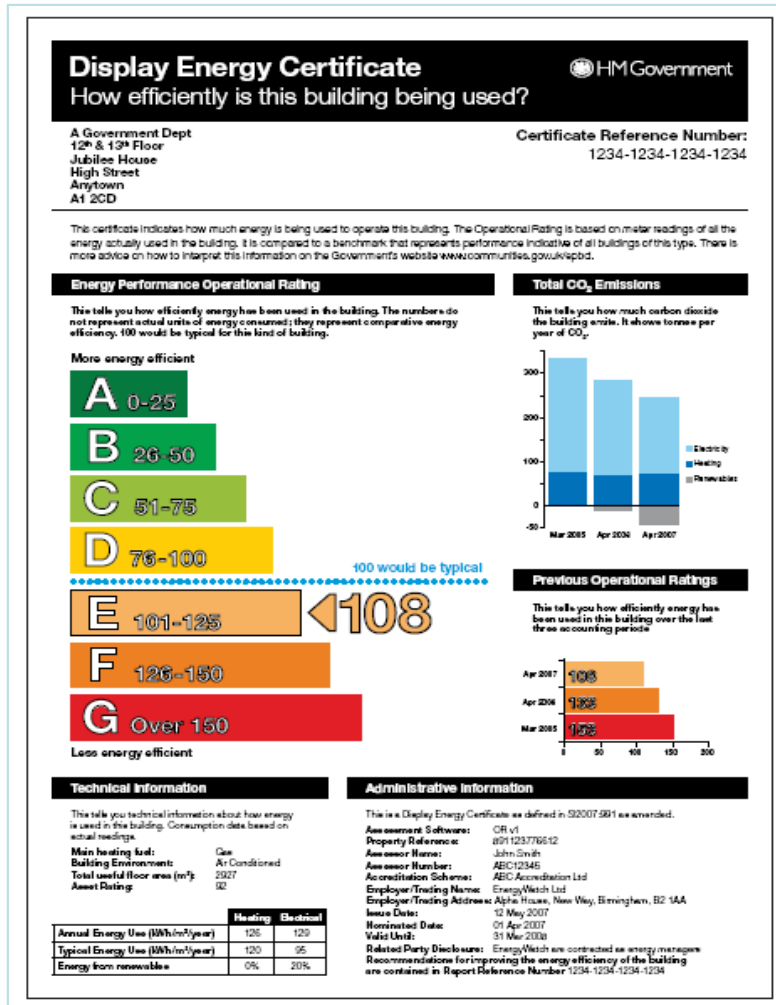 Display Energy Certificate
HM Government
How efficiently is this building being used?
A Government Dept
12th & 13th Floor
Jubilee House
High Street
Anytown
A1 2CD
Certificate Reference Number:
1234-1234-1234-1234
This certificate indicates how much energy is being used to operate this building. The Operational Rating is based on meter readings of all the
energy actually used in the building. It is compared to a benchmark that represents performance indicative of all buildings of this type. There is
more advice on how to interpret this information on the Government's website www.communities.gov.uk/epbd.
Energy Performance Operational Rating
This tells you how efficiently energy has been used in the building. The numbers do
not represent actual units of energy consumed; they represent comparative energy
efficiency. 100 would be typical for this kind of building.
More energy efficient
A 0-25
B 26-50
C 51-75
D 76-100
100 would be typical
E 101-125
108
F 126-150
G Over 150
Less energy efficient
Total CO₂ Emissions
This tells you how much carbon dioxide
the building emits. It shows tonnes per
year of CO₂.
300
200
100
0
-50
Electricity
Heating
Renewables
Mar 2005 Apr 2006 Apr 2007
Previous Operational Ratings
This tells you how efficiently energy has
been used in this building over the last
three accounting periods
Apr 2007
Apr 2006
Mar 2005
0 50 100 150 200
Technical Information
This tells you technical information about how energy
is used in this building. Consumption data based on
actual readings.
Main heating fuel: Gas
Building Environment: Air Conditioned
Total useful floor area (m²): 2927
Asset Rating: 92
Heating Electrical
Annual Energy Use (kWh/m²/year) 126 129
Typical Energy Use (kWh/m²/year) 120 95
Energy from renewables 0% 20%
Administrative Information
This is a Display Energy Certificate as defined in SI2007:991 as amended.
Assessment Software: OR v1
Property Reference: 891123776612
Assessor Name: John Smith
Assessor Number: ABC12345
Accreditation Scheme: ABC Accreditation Ltd
Employer/Trading Name: EnergyWatch Ltd
Employer/Trading Address: Alpha House, New Way, Birmingham, B2 1AA
Issue Date: 12 May 2007
Nominated Date: 01 Apr 2007
Valid Until: 31 Mar 2008
Related Party Disclosure: EnergyWatch are contracted as energy managers
Recommendations for improving the energy efficiency of the building
are contained in Report Reference Number 1234-1234-1234-1234